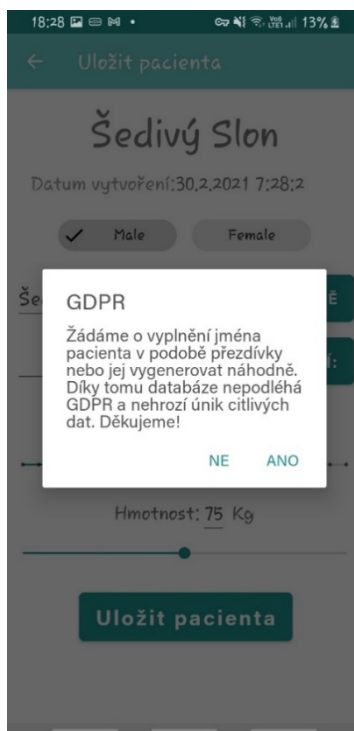 18:28 13%
Uložit pacienta
Šedivý Slon
Datum vytvoření:30.2.2021 7:28:2
Male Female
Še Ě
GDPR
Žádáme o vyplnění jména
pacienta v podobě přezdívky
nebo jej vygenerovat náhodně.
Díky tomu databáze nepodléhá
GDPR a nehrozí únik citlivých
dat. Děkujeme!
Í:
NE ANO
Hmotnost: 75 Kg
Uložit pacienta